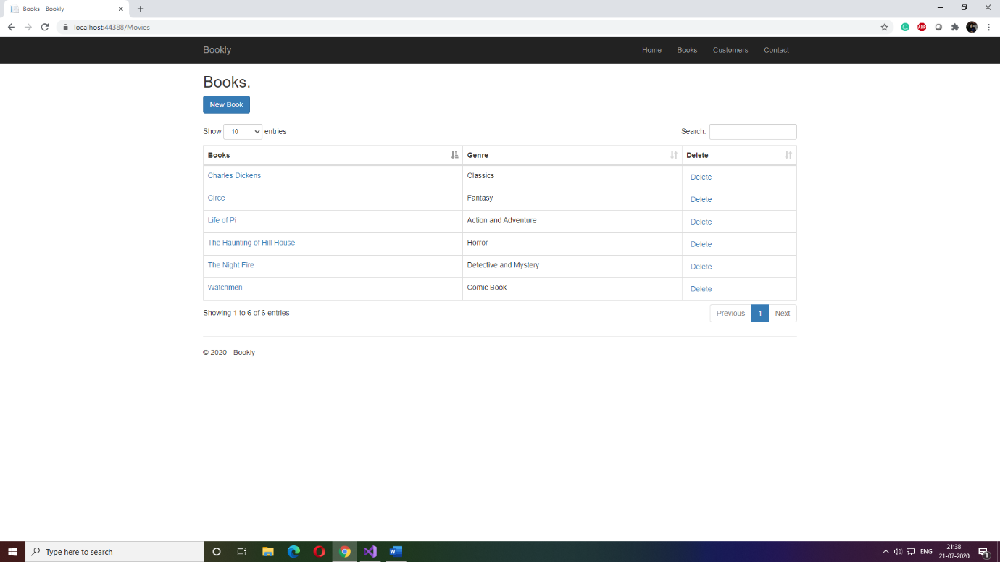 Books - Bookly
localhost:44388/Movies
ABP
Bookly Home Books Customers Contact
Books.
New Book
Show 10 entries Search:
Books Genre Delete
Charles Dickens Classics Delete
Circe Fantasy Delete
Life of Pi Action and Adventure Delete
The Haunting of Hill House Horror Delete
The Night Fire Detective and Mystery Delete
Watchmen Comic Book Delete
Showing 1 to 6 of 6 entries Previous 1 Next
© 2020 - Bookly
Type here to search W ENG 21:38
21-07-2020 1